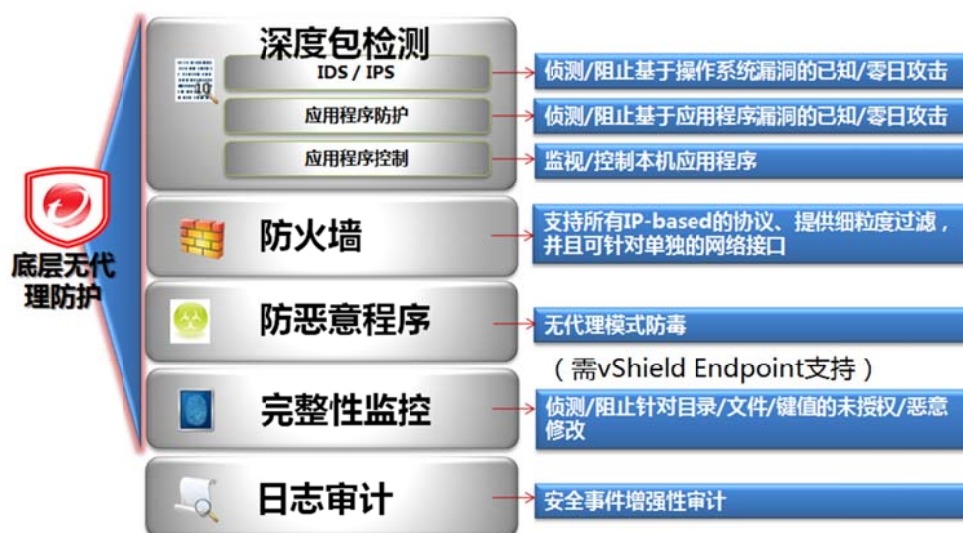 深度包检测
IDS / IPS
侦测/阻止基于操作系统漏洞的已知/零日攻击
应用程序防护
侦测/阻止基于应用程序漏洞的已知/零日攻击
应用程序控制
监视/控制本机应用程序
底层无代
理防护
防火墙
支持所有IP-based的协议、提供细粒度过滤，
并且可针对单独的网络接口
防恶意程序
无代理模式防毒
（需vShield Endpoint支持）
完整性监控
侦测/阻止针对目录/文件/键值的未授权/恶意
修改
日志审计
安全事件增强性审计